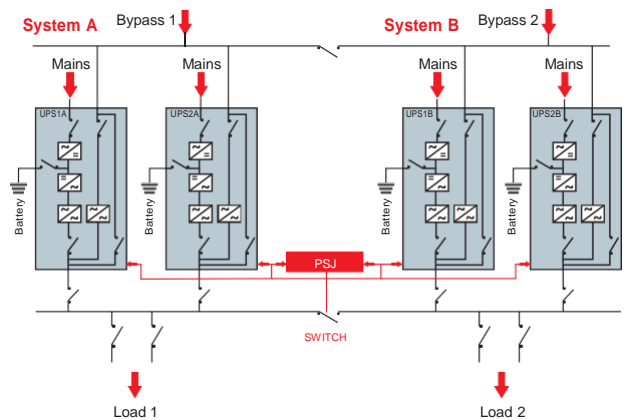 System A
Bypass 1
System B
Bypass 2
Mains
Mains
Mains
Mains
UPS1A
UPS2A
UPS1B
UPS2B
Battery
Battery
Battery
Battery
PSJ
SWITCH
Load 1
Load 2